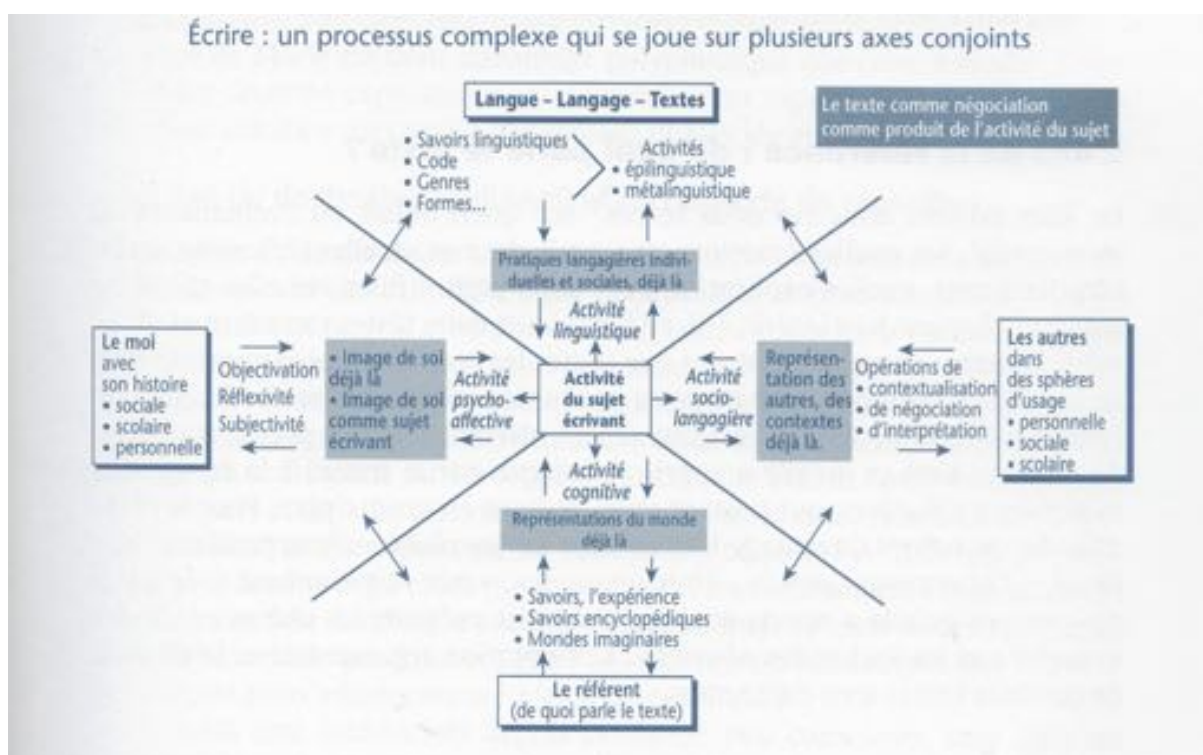 Écrire : un processus complexe qui se joue sur plusieurs axes conjoints
Langue – Langage – Textes
Le texte comme négociation
comme produit de l'activité du sujet
• Savoirs linguistiques
• Code
• Genres
• Formes...
Activités
• épilinguistique
• métalinguistique
Pratiques langagières indivi-
duelles et sociales, déjà là
Activité
linguistique
Le moi
avec
son histoire
• sociale
• scolaire
• personnelle
Objectivation
Réflexivité
Subjectivité
• Image de soi
déjà là
• Image de soi
comme sujet
écrivant
Activité
psycho-
affective
Activité
du sujet
écrivant
Activité
socio-
langagière
Représen-
tation des
autres, des
contextes
déjà là.
Opérations de
• contextualisation
• de négociation
• d'interprétation
Les autres
dans
des sphères
d'usage
• personnelle
• sociale
• scolaire
Activité
cognitive
Représentations du monde
déjà là
• Savoirs, l'expérience
• Savoirs encyclopédiques
• Mondes imaginaires
Le référent
(de quoi parle le texte)